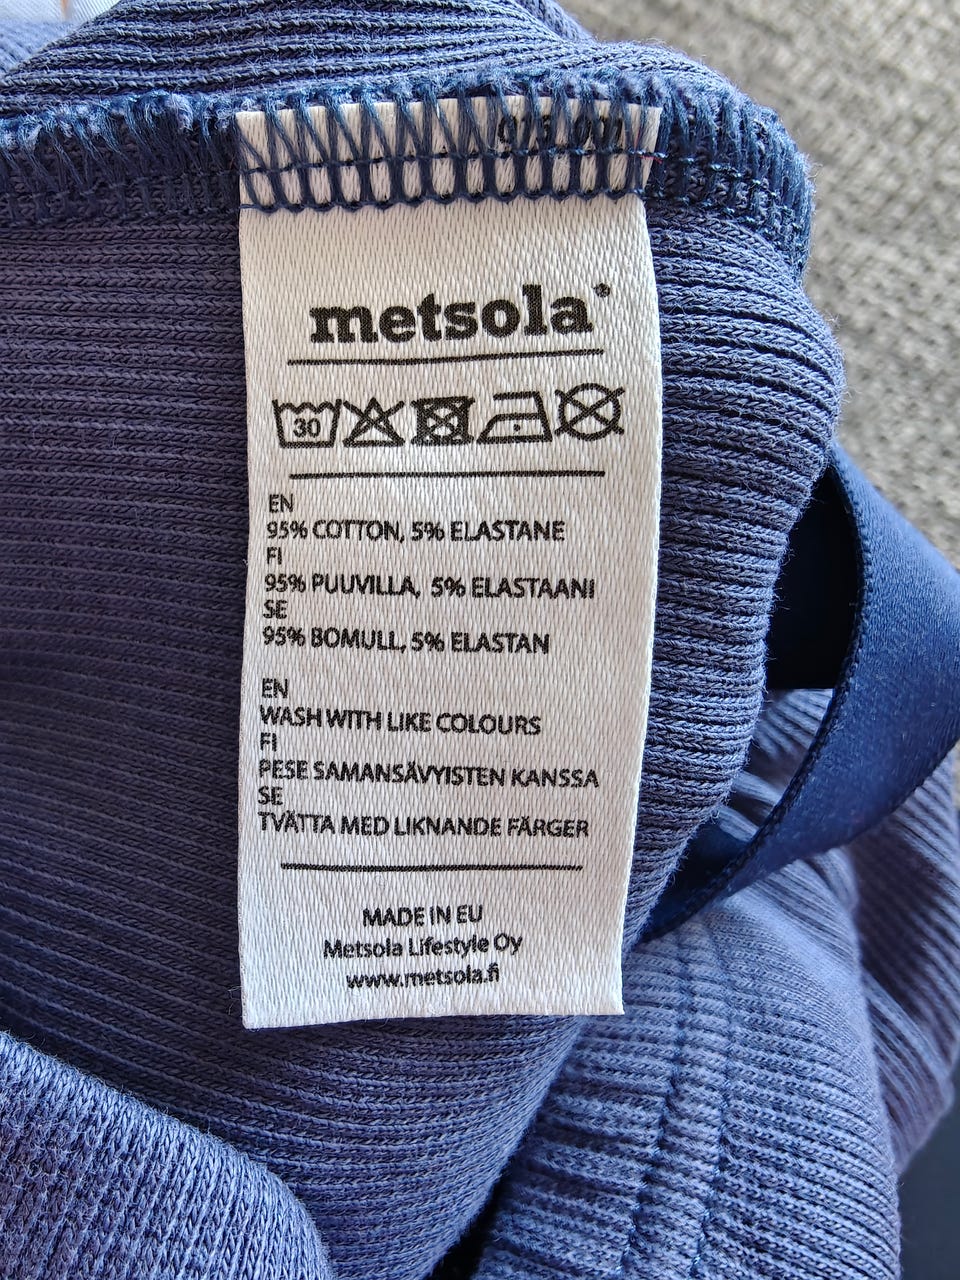 metsola
30
EN
95% COTTON, 5% ELASTANE
FI
95% PUUVILLA, 5% ELASTAANI
SE
95% BOMULL, 5% ELASTAN
EN
WASH WITH LIKE COLOURS
FI
PESE SAMANSÄVYISTEN KANSSA
SE
TVÄTTA MED LIKNANDE FÄRGER
MADE IN EU
Metsola Lifestyle Oy
www.metsola.fi